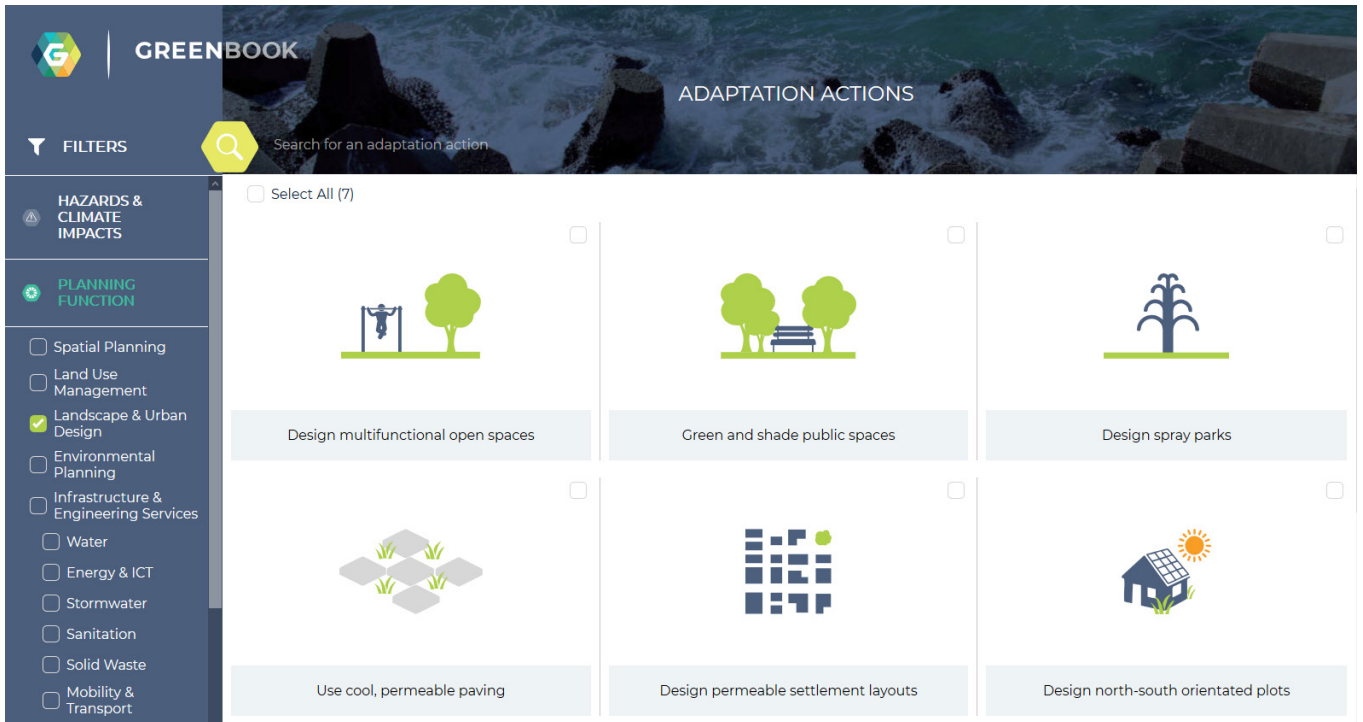 G
GREENBOOK
ADAPTATION ACTIONS
FILTERS
Search for an adaptation action
HAZARDS &
CLIMATE
IMPACTS
PLANNING
FUNCTION
Spatial Planning
Land Use
Management
Landscape & Urban
Design
Environmental
Planning
Infrastructure &
Engineering Services
Water
Energy & ICT
Stormwater
Sanitation
Solid Waste
Mobility &
Transport
Select All (7)
Design multifunctional open spaces
Green and shade public spaces
Design spray parks
Use cool, permeable paving
Design permeable settlement layouts
Design north-south orientated plots